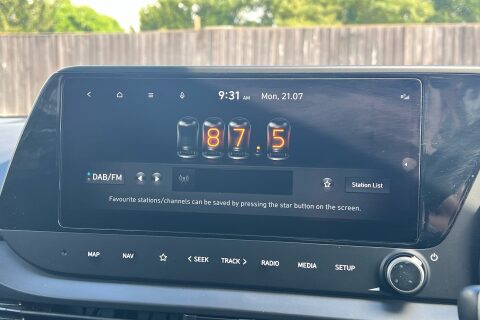 9:31 AM Mon, 21.07
87.5
DAB/FM
Station List
Favourite stations/channels can be saved by pressing the star button on the screen.
MAP NAV < SEEK TRACK > RADIO MEDIA SETUP